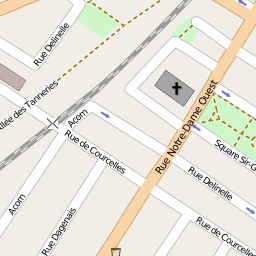 Rue Delinelle
Allée des Tanneries
Acorn
Rue de Courcelles
Rue Notre-Dame Ouest
Square Sir-G
Rue Delinelle
Acorn
Rue Dagenais
Rue de Courcelle